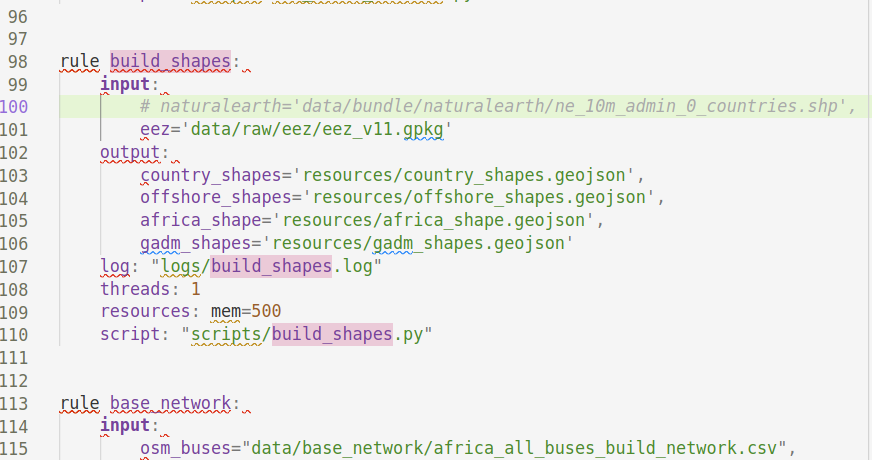 96
97
98 rule build_shapes:
99 input:
100 # naturalearth='data/bundle/naturalearth/ne_10m_admin_0_countries.shp',
101 eez='data/raw/eez/eez_v11.gpkg'
102 output:
103 country_shapes='resources/country_shapes.geojson',
104 offshore_shapes='resources/offshore_shapes.geojson',
105 africa_shape='resources/africa_shape.geojson',
106 gadm_shapes='resources/gadm_shapes.geojson'
107 log: "logs/build_shapes.log"
108 threads: 1
109 resources: mem=500
110 script: "scripts/build_shapes.py"
111
112
113 rule base_network:
114 input:
115 osm_buses="data/base_network/africa_all_buses_build_network.csv",